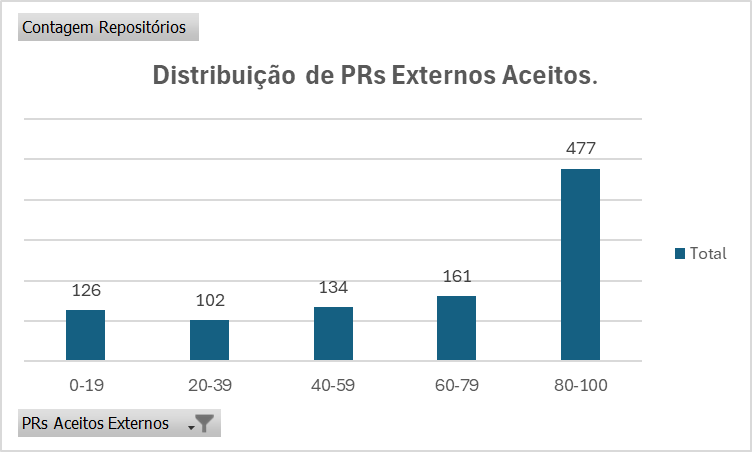 Contagem Repositórios
Distribuição de PRs Externos Aceitos.
477
126
102
134
161
Total
0-19
20-39
40-59
60-79
80-100
PRs Aceitos Externos